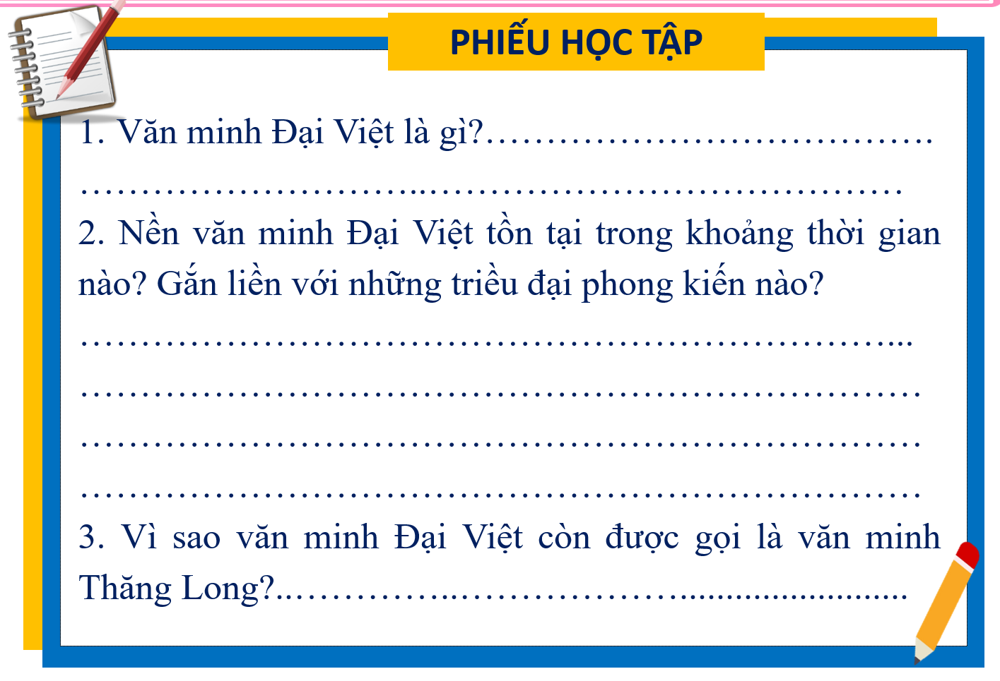 PHIẾU HỌC TẬP
1. Văn minh Đại Việt là gì?…………………………………….
…………………………..…………………………………
2. Nền văn minh Đại Việt tồn tại trong khoảng thời gian
nào? Gắn liền với những triều đại phong kiến nào?
…………………………………………………………...
……………………………………………………………
……………………………………………………………
……………………………………………………………
3. Vì sao văn minh Đại Việt còn được gọi là văn minh
Thăng Long?..…………..………………..........................